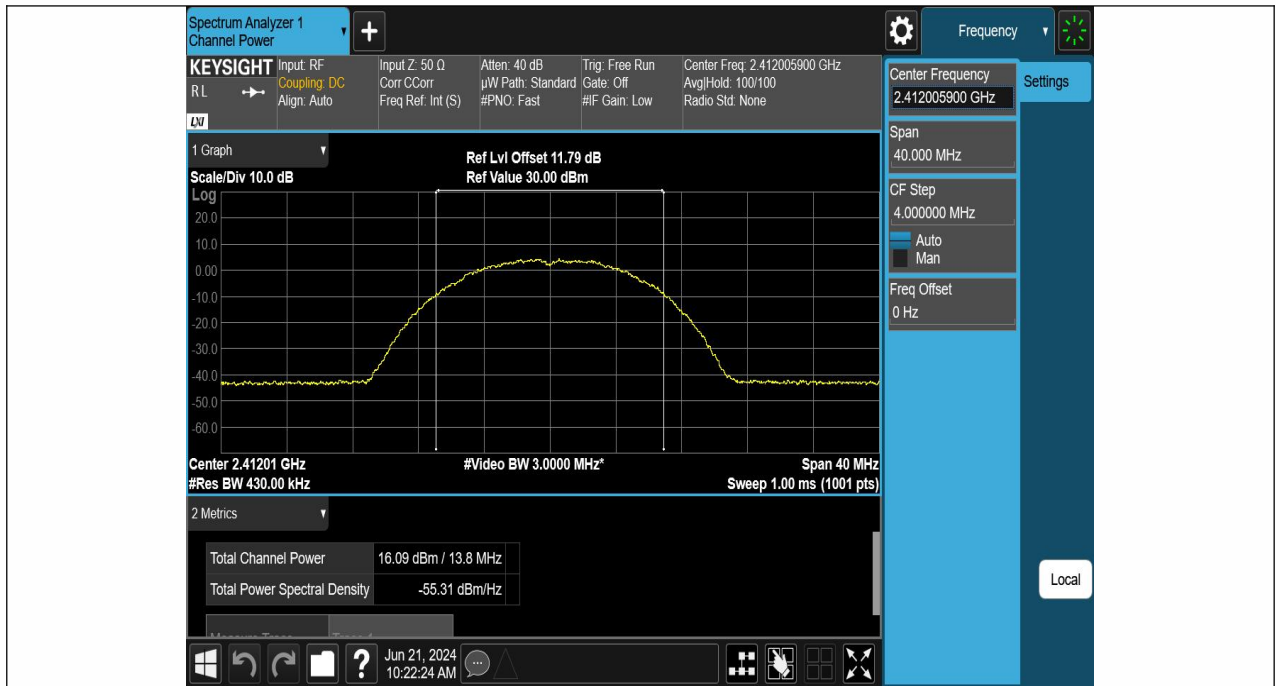 Spectrum Analyzer 1
Channel Power
Frequency
KEYSIGHT
R L
LXI
Input: RF
Coupling: DC
Align: Auto
Input Z: 50 Ω
Corr CCorr
Freq Ref: Int (S)
Atten: 40 dB
µW Path: Standard
#PNO: Fast
Trig: Free Run
Gate: Off
#IF Gain: Low
Center Freq: 2.412005900 GHz
Avg|Hold: 100/100
Radio Std: None
Center Frequency
2.412005900 GHz
Settings
Span
40.000 MHz
CF Step
4.000000 MHz
Auto
Man
Freq Offset
0 Hz
Local
1 Graph
Scale/Div 10.0 dB
Ref Lvl Offset 11.79 dB
Ref Value 30.00 dBm
Log
20.0
10.0
0.00
-10.0
-20.0
-30.0
-40.0
-50.0
-60.0
Center 2.41201 GHz
#Video BW 3.0000 MHz*
Span 40 MHz
#Res BW 430.00 kHz
Sweep 1.00 ms (1001 pts)
2 Metrics
Total Channel Power 16.09 dBm / 13.8 MHz
Total Power Spectral Density -55.31 dBm/Hz
?
Jun 21, 2024
10:22:24 AM